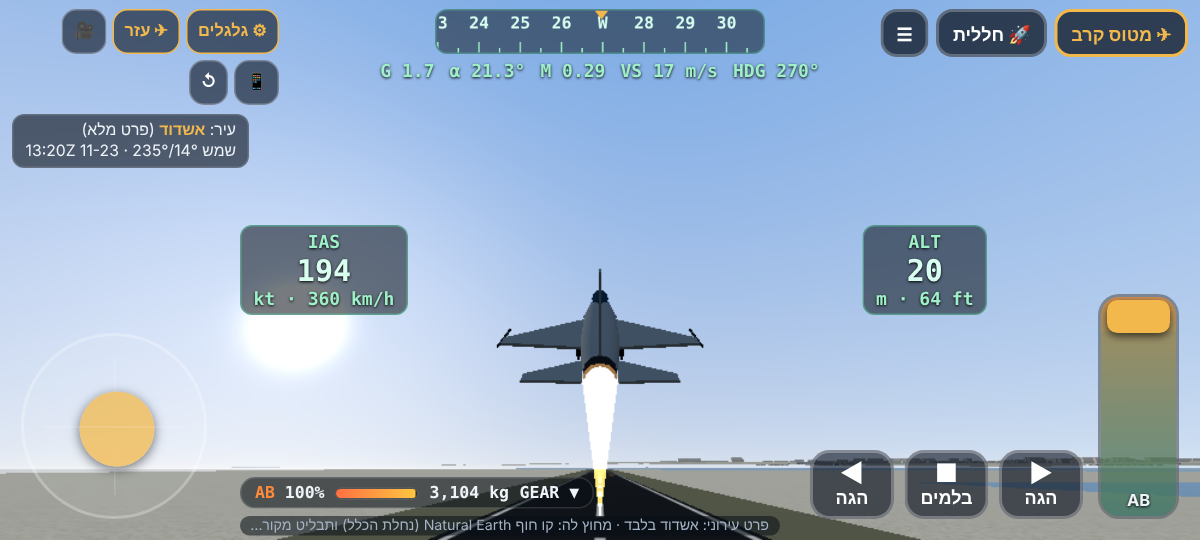 ✈ מטוס קרב
🚀 חללית
☰
3 24 25 26 W 28 29 30
⚙ גלגלים
✈ עזר
G 1.7 α 21.3° M 0.29 VS 17 m/s HDG 270°
עיר: אשדוד (פרט מלא)
שמש 235°/14° · 11-23 13:20Z
IAS
194
kt · 360 km/h
ALT
20
m · 64 ft
AB 100% 3,104 kg GEAR ▼
◀ הגה
■ בלמים
▶ הגה
AB
פרט עירוני: אשדוד בלבד · מחוץ לה: קו חוף Natural Earth (נחלת הכלל) ותבליט מקור...